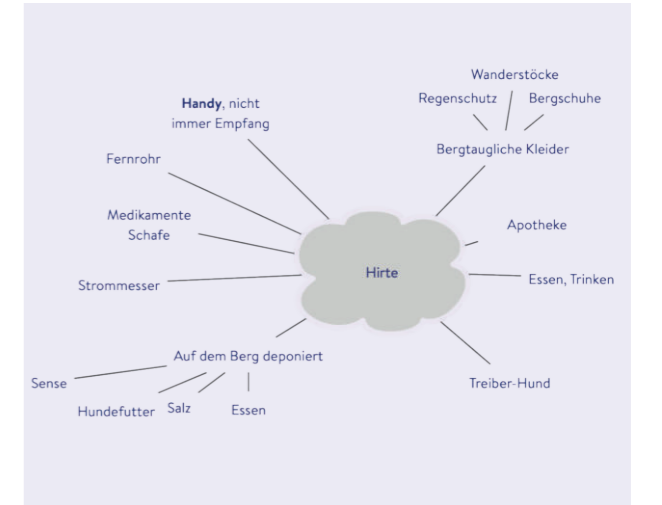 Wanderstöcke
Regenschutz
Bergschuhe
Handy, nicht
immer Empfang
Bergtaugliche Kleider
Fernrohr
Medikamente
Schafe
Apotheke
Hirte
Strommesser
Essen, Trinken
Auf dem Berg deponiert
Sense
Treiber-Hund
Hundefutter
Salz
Essen